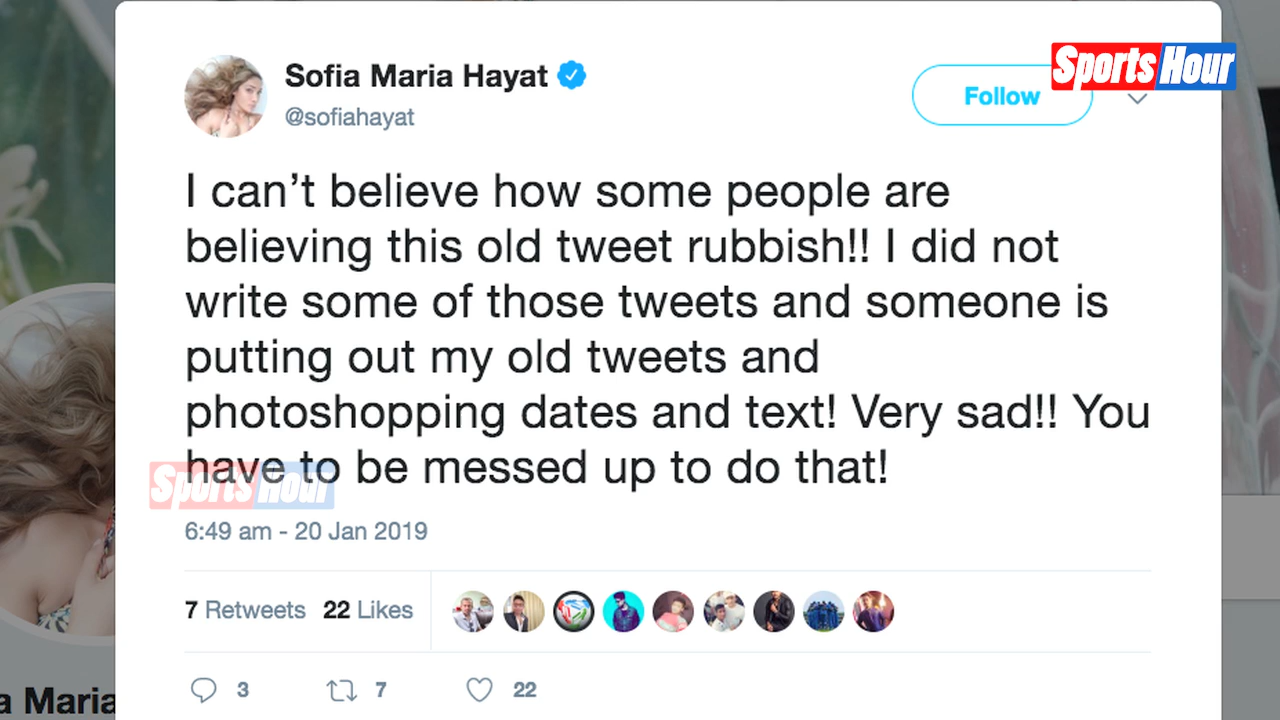 Sofia Maria Hayat
@sofiahayat
Follow
Sports Hour
I can’t believe how some people are
believing this old tweet rubbish!! I did not
write some of those tweets and someone is
putting out my old tweets and
photoshopping dates and text! Very sad!! You
have to be messed up to do that!
Sports Hour
6:49 am - 20 Jan 2019
7 Retweets 22 Likes
3 7 22
a Maria